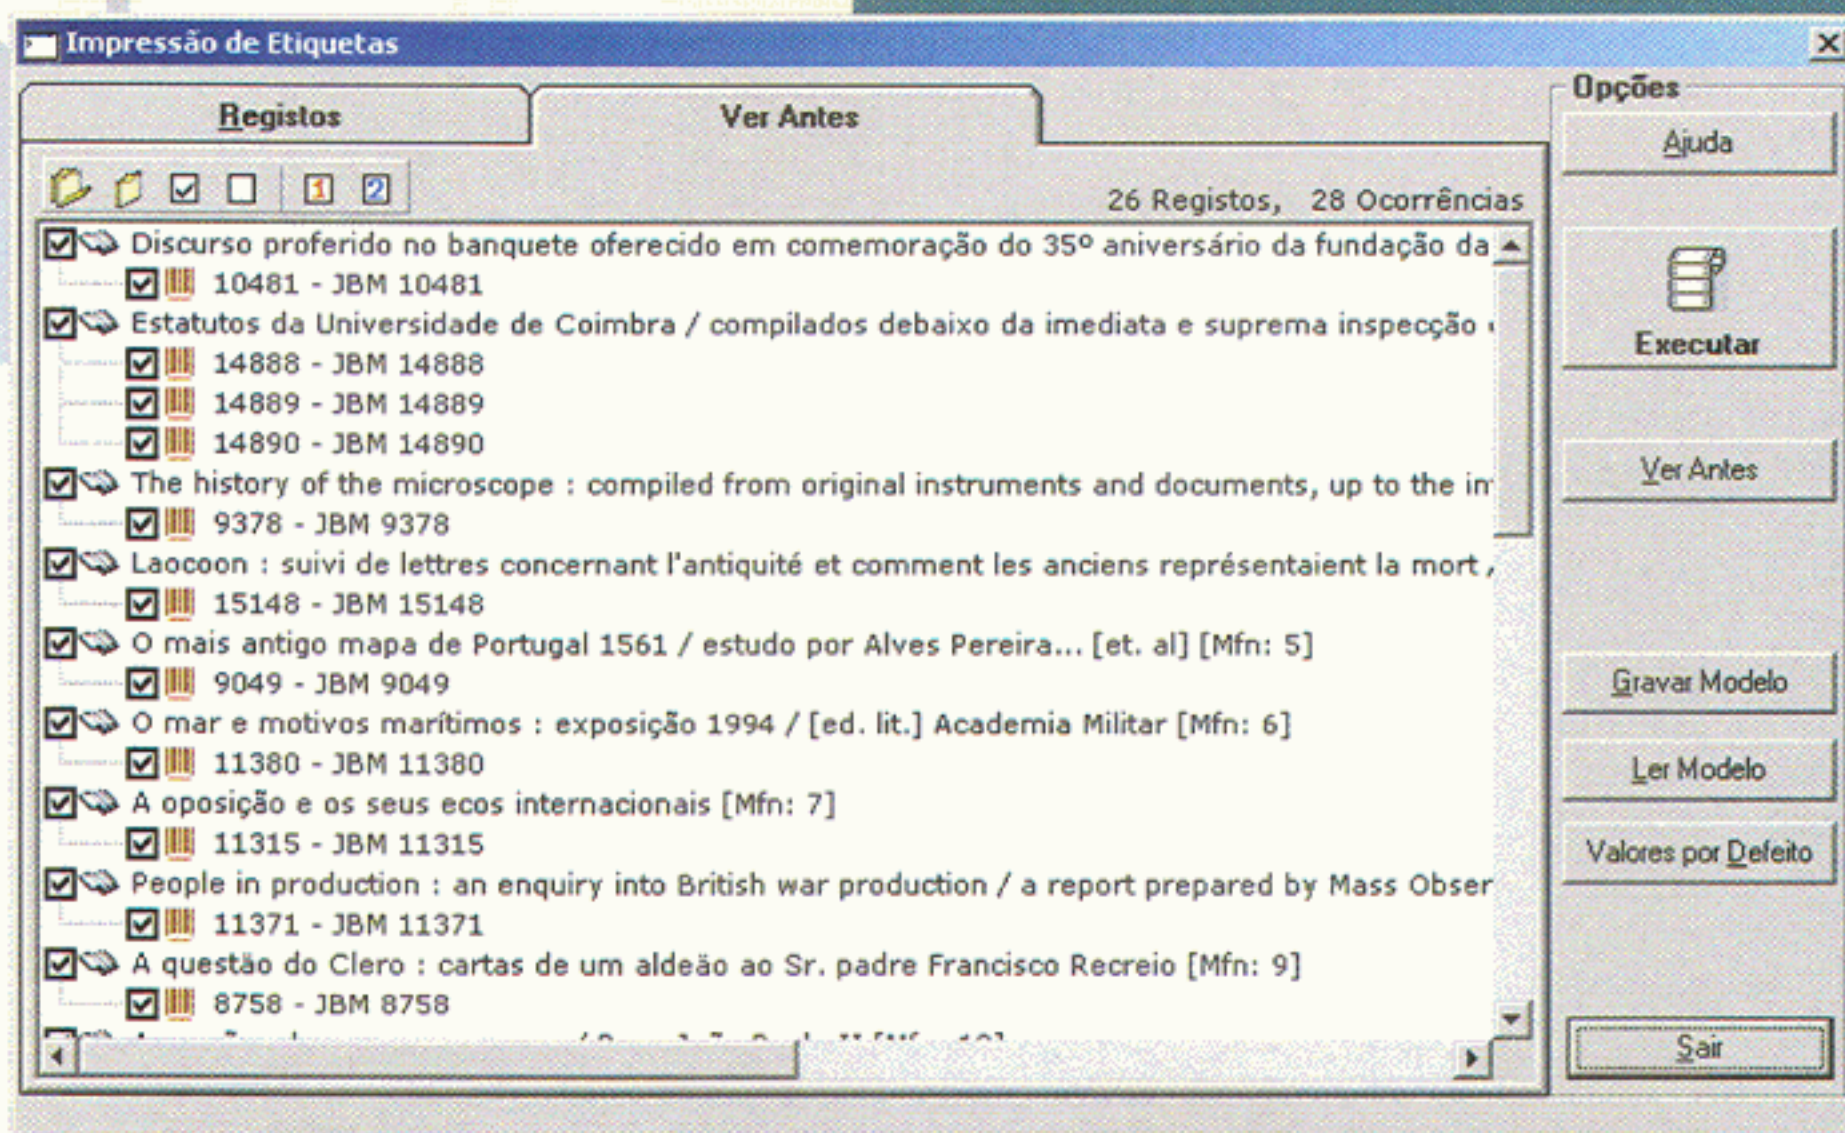 Impressão de Etiquetas
Opções
Registos
Ver Antes
Ajuda
1 2
26 Registos, 28 Ocorrências
Discurso proferido no banquete oferecido em comemoração do 35º aniversário da fundação da
10481 - JBM 10481
Estatutos da Universidade de Coimbra / compilados debaixo da imediata e suprema inspecção
14888 - JBM 14888
14889 - JBM 14889
14890 - JBM 14890
The history of the microscope : compiled from original instruments and documents, up to the
9378 - JBM 9378
Laocoon : suivi de lettres concernant l'antiquité et comment les anciens représentaient la mort
15148 - JBM 15148
O mais antigo mapa de Portugal 1561 / estudo por Alves Pereira... [et. al] [Mfn: 5]
9049 - JBM 9049
O mar e motivos marítimos : exposição 1994 / [ed. lit.] Academia Militar [Mfn: 6]
11380 - JBM 11380
A oposição e os seus ecos internacionais [Mfn: 7]
11315 - JBM 11315
People in production : an enquiry into British war production / a report prepared by Mass Obser
11371 - JBM 11371
A questão do Clero : cartas de um aldeão ao Sr. padre Francisco Recreio [Mfn: 9]
8758 - JBM 8758
Executar
Ver Antes
Gravar Modelo
Ler Modelo
Valores por Defeito
Sair